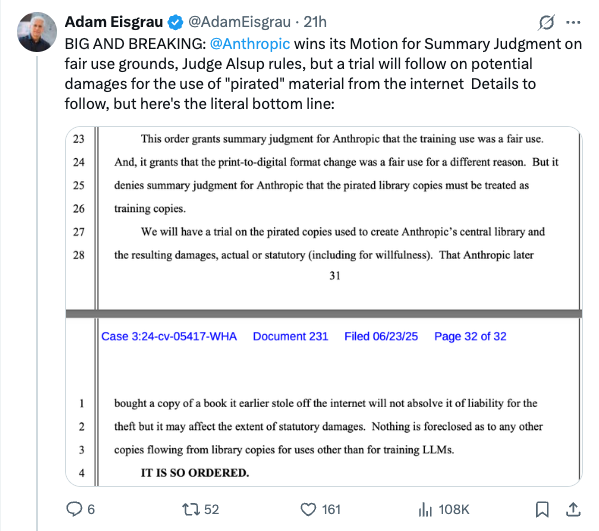 Adam Eisgrau @AdamEisgrau · 21h
BIG AND BREAKING: @Anthropic wins its Motion for Summary Judgment on
fair use grounds, Judge Alsup rules, but a trial will follow on potential
damages for the use of "pirated" material from the internet Details to
follow, but here's the literal bottom line:
23 This order grants summary judgment for Anthropic that the training use was a fair use.
24 And, it grants that the print-to-digital format change was a fair use for a different reason. But it
25 denies summary judgment for Anthropic that the pirated library copies must be treated as
26 training copies.
27 We will have a trial on the pirated copies used to create Anthropic's central library and
28 the resulting damages, actual or statutory (including for willfulness). That Anthropic later
31
Case 3:24-cv-05417-WHA Document 231 Filed 06/23/25 Page 32 of 32
1 bought a copy of a book it earlier stole off the internet will not absolve it of liability for the
2 theft but it may affect the extent of statutory damages. Nothing is foreclosed as to any other
3 copies flowing from library copies for uses other than for training LLMs.
4 IT IS SO ORDERED.
6 52 161 108K